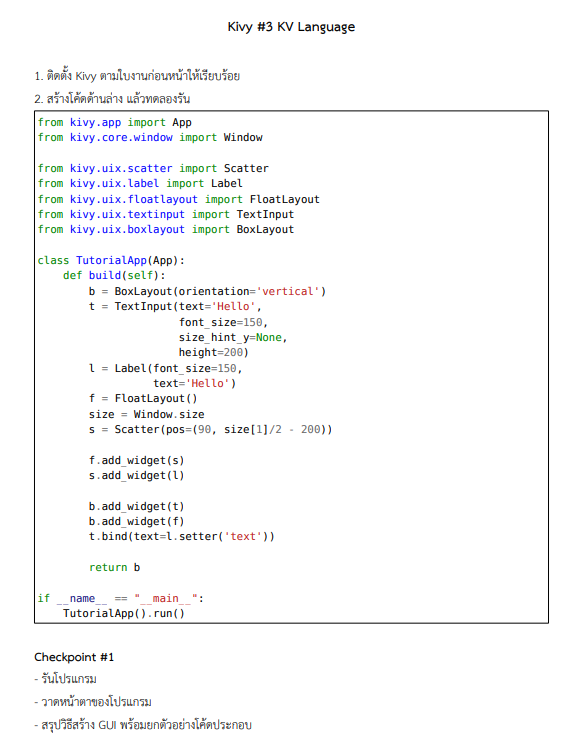 Kivy #3 KV Language
1. ติดตั้ง Kivy ตามใบงานก่อนหน้าให้เรียบร้อย
2. สร้างโค้ดด้านล่าง แล้วทดลองรัน
from kivy.app import App
from kivy.core.window import Window
from kivy.uix.scatter import Scatter
from kivy.uix.label import Label
from kivy.uix.floatlayout import FloatLayout
from kivy.uix.textinput import TextInput
from kivy.uix.boxlayout import BoxLayout
class TutorialApp(App):
    def build(self):
        b = BoxLayout(orientation='vertical')
        t = TextInput(text='Hello',
                      font_size=150,
                      size_hint_y=None,
                      height=200)
        l = Label(font_size=150,
                  text='Hello')
        f = FloatLayout()
        size = Window.size
        s = Scatter(pos=(90, size[1]/2 - 200))
        f.add_widget(s)
        s.add_widget(l)
        b.add_widget(t)
        b.add_widget(f)
        t.bind(text=l.setter('text'))
        return b
if __name__ == "__main__":
    TutorialApp().run()
Checkpoint #1
- รันโปรแกรม
- วาดหน้าตาของโปรแกรม
- สรุปวิธีสร้าง GUI พร้อมยกตัวอย่างโค้ดประกอบ